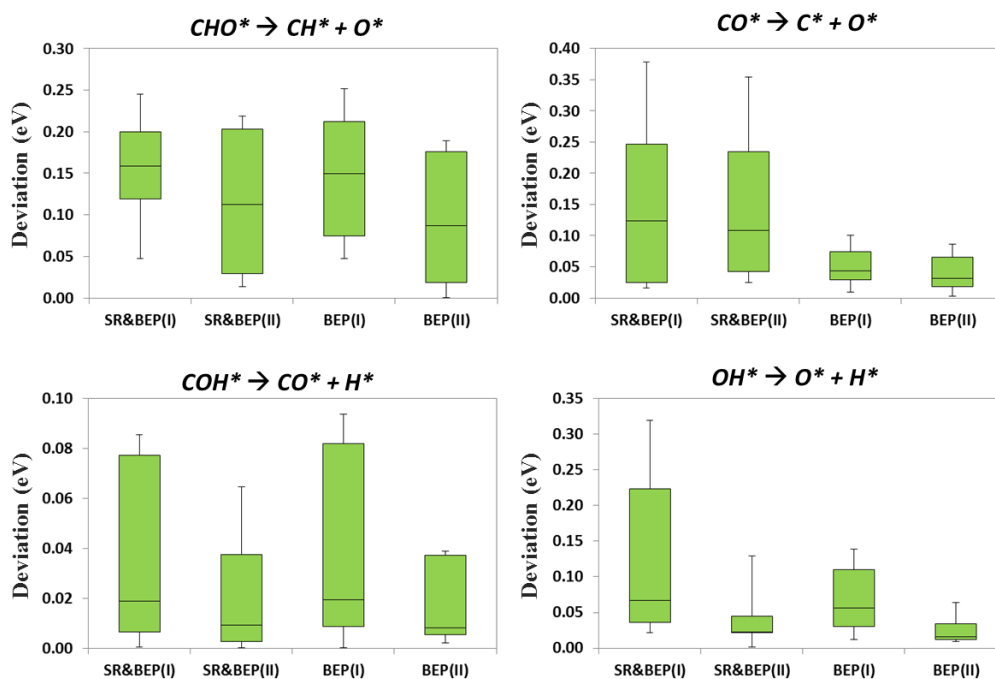 CHO* → CH* + O*
Deviation (eV)
0.30
0.25
0.20
0.15
0.10
0.05
0.00
SR&BEP(I) SR&BEP(II) BEP(I) BEP(II)
CO* → C* + O*
Deviation (eV)
0.40
0.35
0.30
0.25
0.20
0.15
0.10
0.05
0.00
SR&BEP(I) SR&BEP(II) BEP(I) BEP(II)
COH* → CO* + H*
Deviation (eV)
0.10
0.08
0.06
0.04
0.02
0.00
SR&BEP(I) SR&BEP(II) BEP(I) BEP(II)
OH* → O* + H*
Deviation (eV)
0.35
0.30
0.25
0.20
0.15
0.10
0.05
0.00
SR&BEP(I) SR&BEP(II) BEP(I) BEP(II)